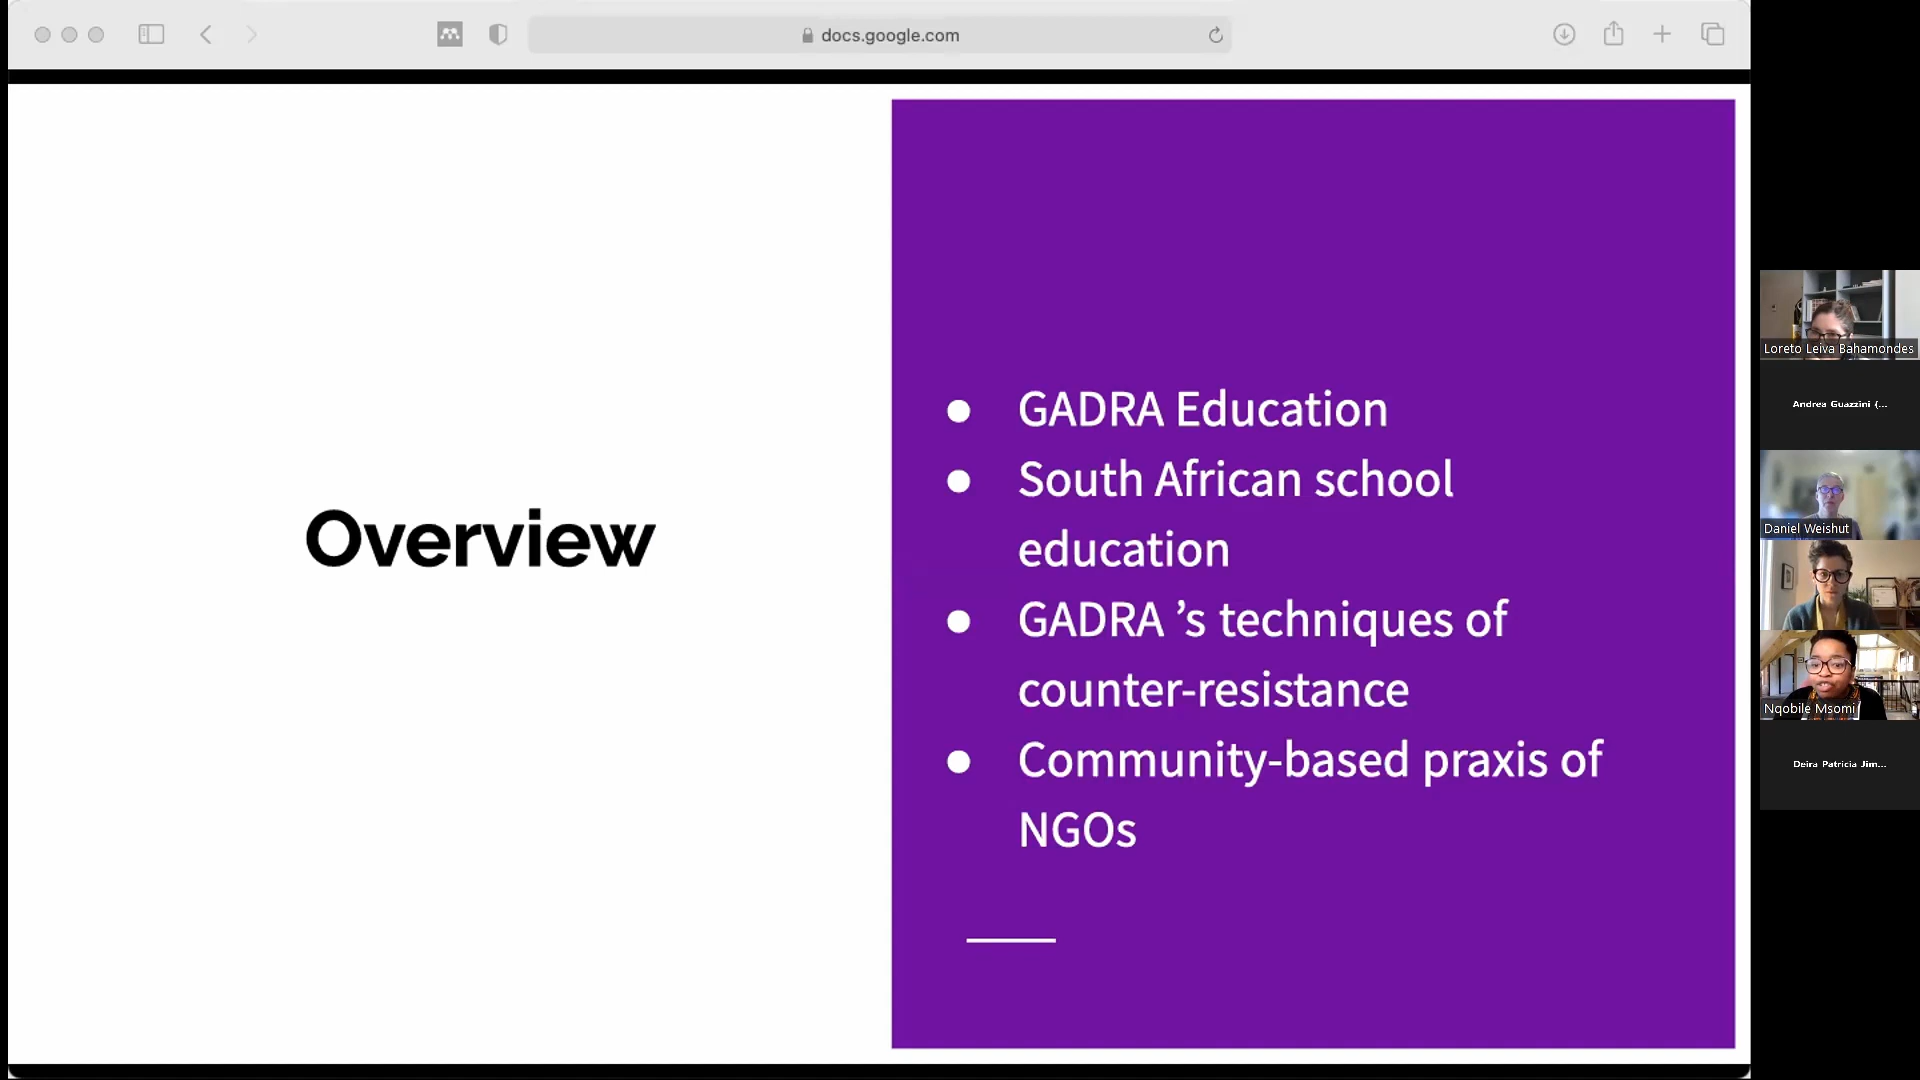 docs.google.com
Overview
● GADRA Education
● South African school
education
● GADRA ’s techniques of
counter-resistance
● Community-based praxis of
NGOs
Loreto Leiva Bahamondes
Andrea Guazzini (...
Daniel Weishut
Nqobile Msomi
Deira Patricia Jim...